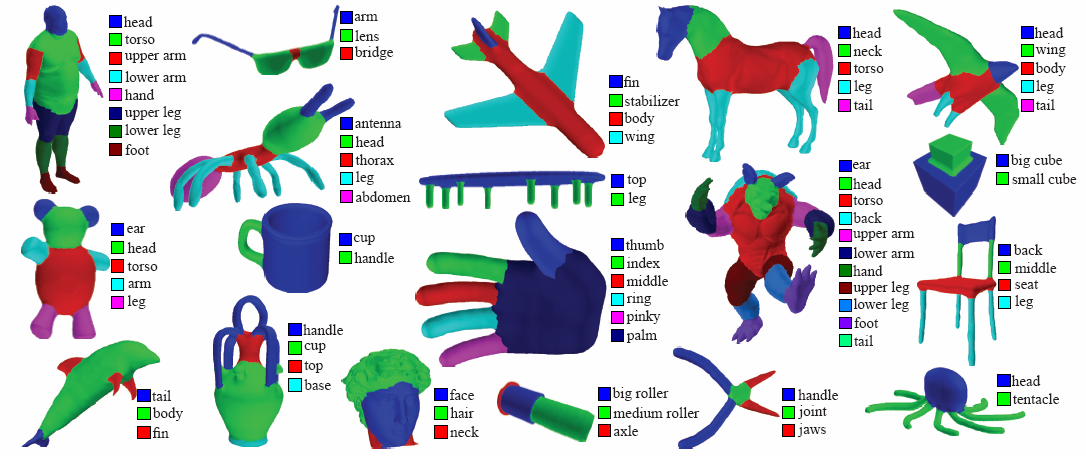 head
torso
upper arm
lower arm
hand
upper leg
lower leg
foot
arm
lens
bridge
antenna
head
thorax
leg
abdomen
fin
stabilizer
body
wing
head
neck
torso
leg
tail
head
wing
body
leg
tail
big cube
small cube
top
leg
ear
head
torso
arm
leg
cup
handle
thumb
index
middle
ring
pinky
palm
ear
head
torso
back
upper arm
lower arm
hand
upper leg
lower leg
foot
tail
back
middle
seat
leg
tail
body
fin
handle
cup
top
base
face
hair
neck
big roller
medium roller
axle
handle
joint
jaws
head
tentacle